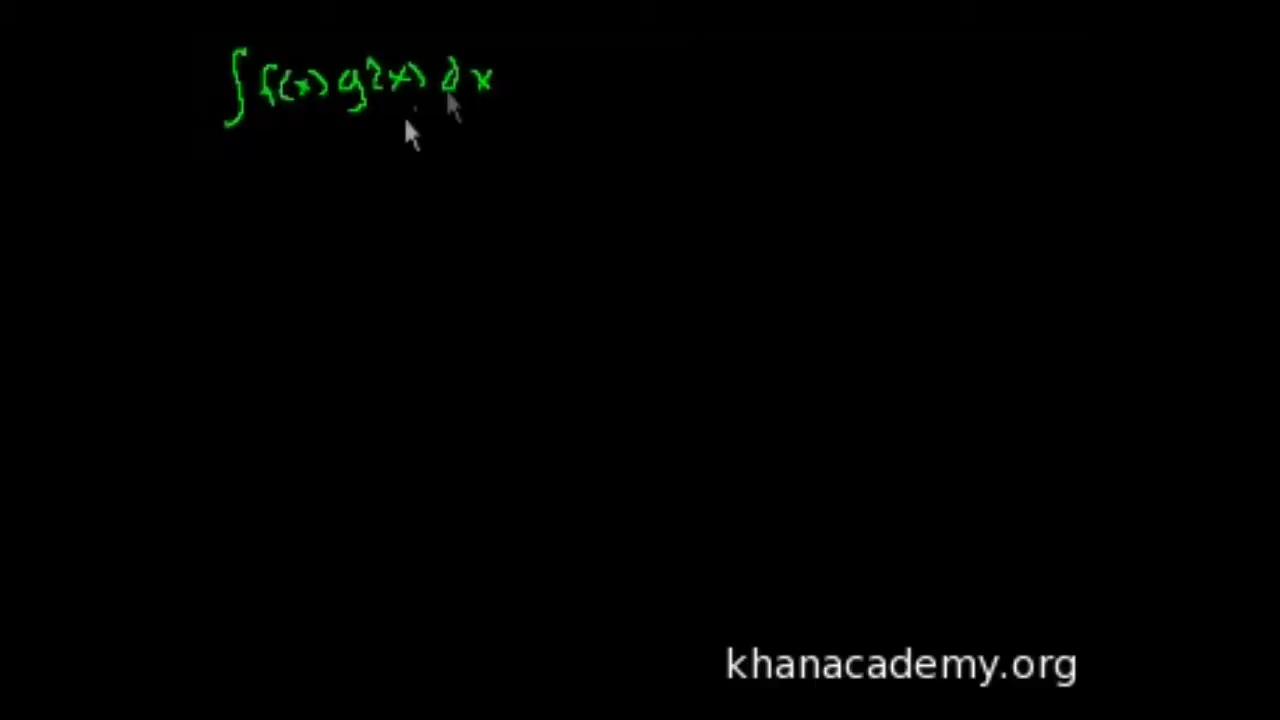 ∫ f(x) g'(x) dx
khanacademy.org